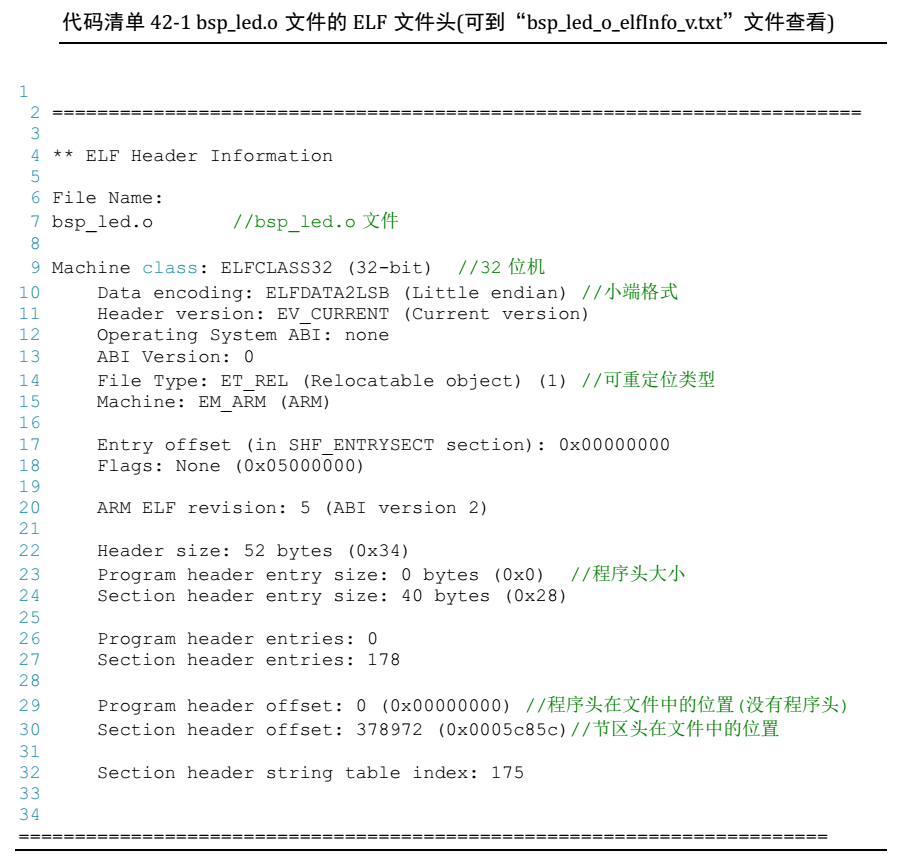 代码清单 42-1 bsp_led.o 文件的 ELF 文件头(可到“bsp_led_o_elfInfo_v.txt”文件查看)
1
2 ========================================================================
3
4 ** ELF Header Information
5
6 File Name:
7 bsp_led.o       //bsp_led.o 文件
8
9 Machine class: ELFCLASS32 (32-bit)  //32 位机
10     Data encoding: ELFDATA2LSB (Little endian) //小端格式
11     Header version: EV_CURRENT (Current version)
12     Operating System ABI: none
13     ABI Version: 0
14     File Type: ET_REL (Relocatable object) (1) //可重定位类型
15     Machine: EM_ARM (ARM)
16
17     Entry offset (in SHF_ENTRYSECT section): 0x00000000
18     Flags: None (0x05000000)
19
20     ARM ELF revision: 5 (ABI version 2)
21
22     Header size: 52 bytes (0x34)
23     Program header entry size: 0 bytes (0x0)  //程序头大小
24     Section header entry size: 40 bytes (0x28)
25
26     Program header entries: 0
27     Section header entries: 178
28
29     Program header offset: 0 (0x00000000) //程序头在文件中的位置(没有程序头)
30     Section header offset: 378972 (0x0005c85c)//节区头在文件中的位置
31
32     Section header string table index: 175
33
34
========================================================================